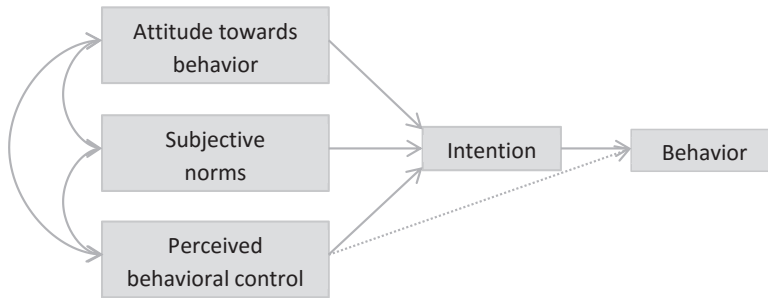 Attitude towards
behavior
Subjective
norms
Intention
Behavior
Perceived
behavioral control